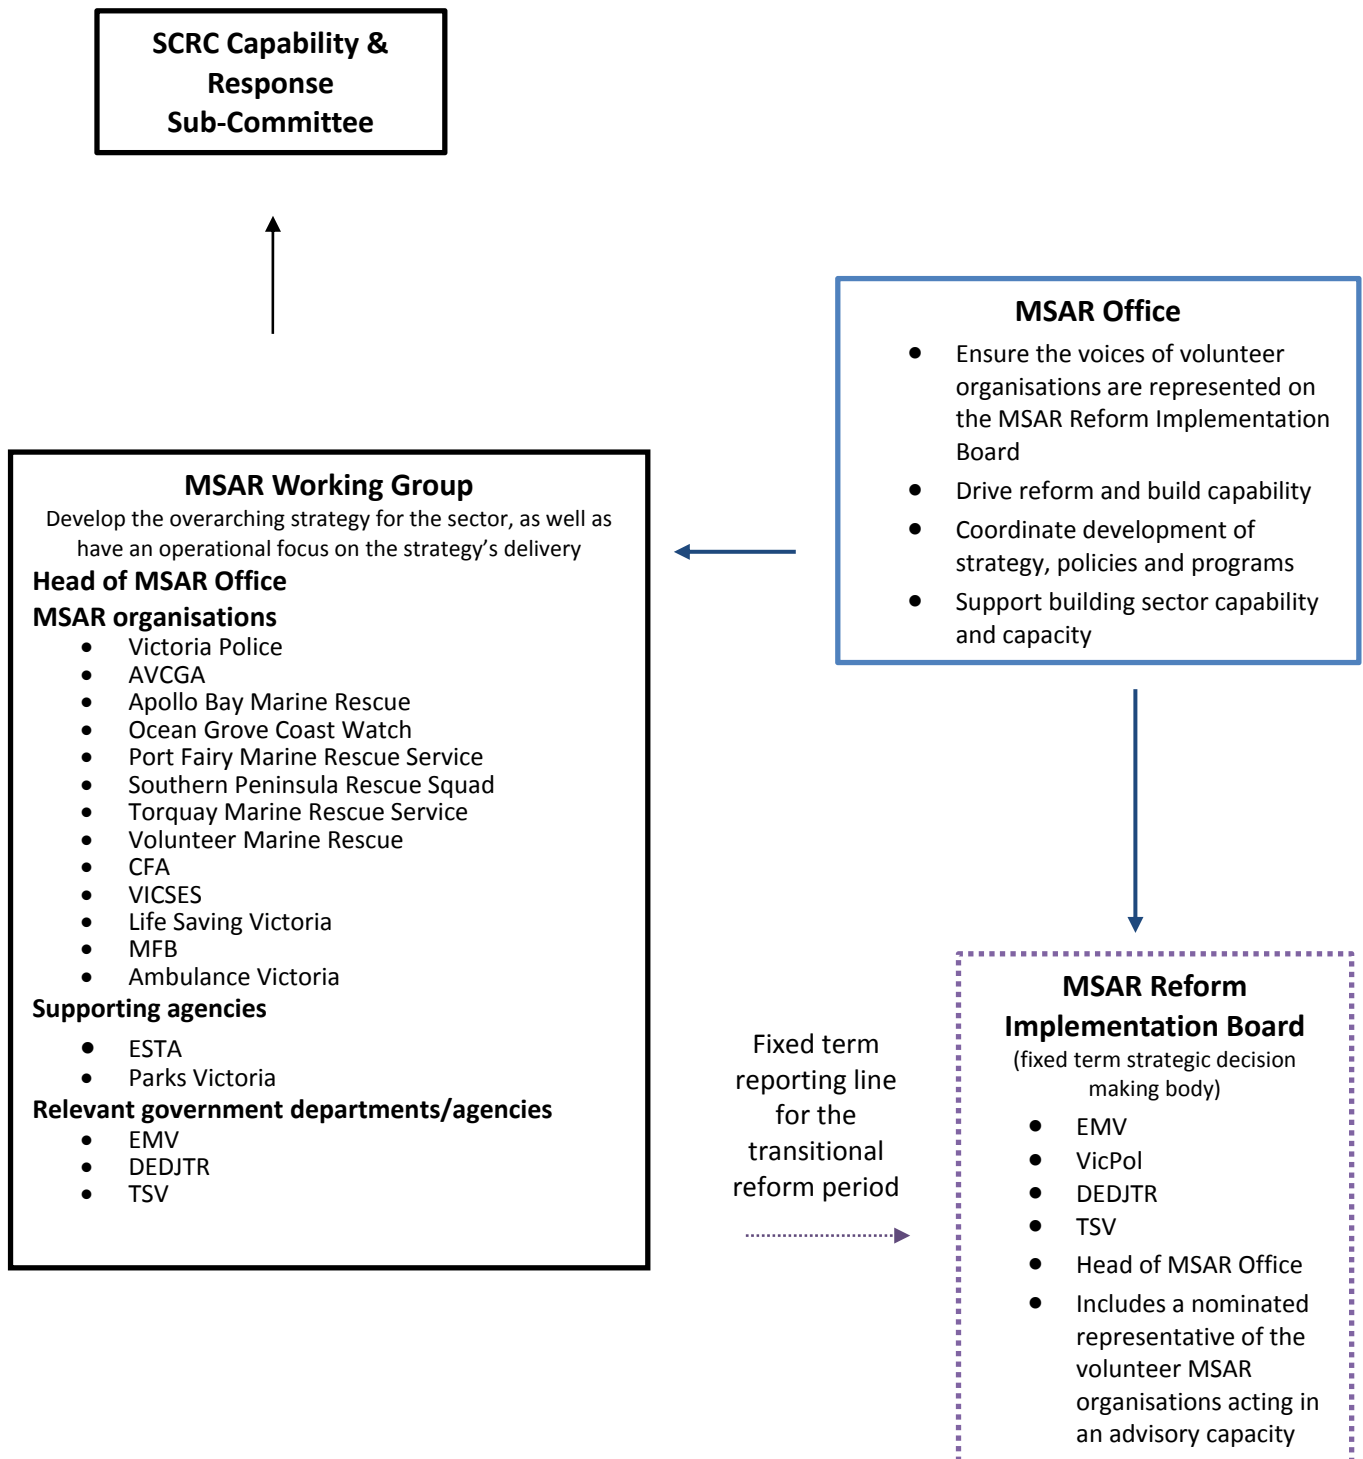 SCRC Capability &
Response
Sub-Committee
MSAR Office
● Ensure the voices of volunteer
organisations are represented on
the MSAR Reform Implementation
Board
● Drive reform and build capability
● Coordinate development of
strategy, policies and programs
● Support building sector capability
and capacity
MSAR Working Group
Develop the overarching strategy for the sector, as well as
have an operational focus on the strategy’s delivery
Head of MSAR Office
MSAR organisations
● Victoria Police
● AVCGA
● Apollo Bay Marine Rescue
● Ocean Grove Coast Watch
● Port Fairy Marine Rescue Service
● Southern Peninsula Rescue Squad
● Torquay Marine Rescue Service
● Volunteer Marine Rescue
● CFA
● VICSES
● Life Saving Victoria
● MFB
● Ambulance Victoria
Supporting agencies
● ESTA
● Parks Victoria
Relevant government departments/agencies
● EMV
● DEDJTR
● TSV
Fixed term
reporting line
for the
transitional
reform period
MSAR Reform
Implementation Board
(fixed term strategic decision
making body)
● EMV
● VicPol
● DEDJTR
● TSV
● Head of MSAR Office
● Includes a nominated
representative of the
volunteer MSAR
organisations acting in
an advisory capacity